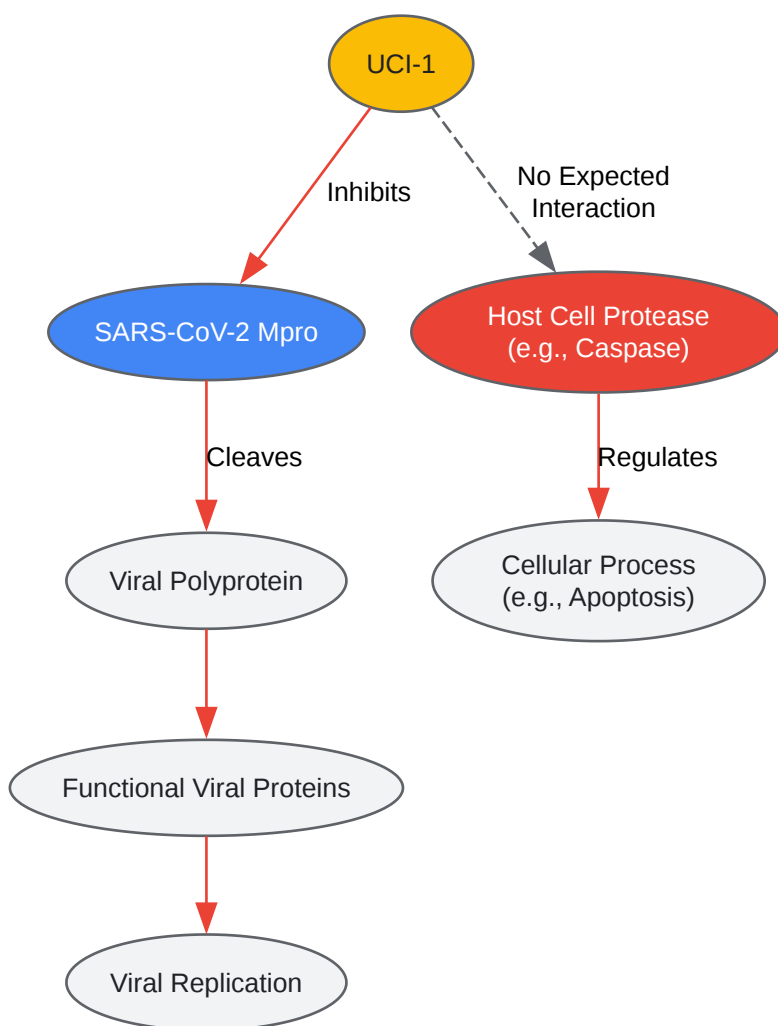 UCI-1
Inhibits
No Expected
Interaction
SARS-CoV-2 Mpro
Host Cell Protease
(e.g., Caspase)
Cleaves
Regulates
Viral Polyprotein
Cellular Process
(e.g., Apoptosis)
Functional Viral Proteins
Viral Replication